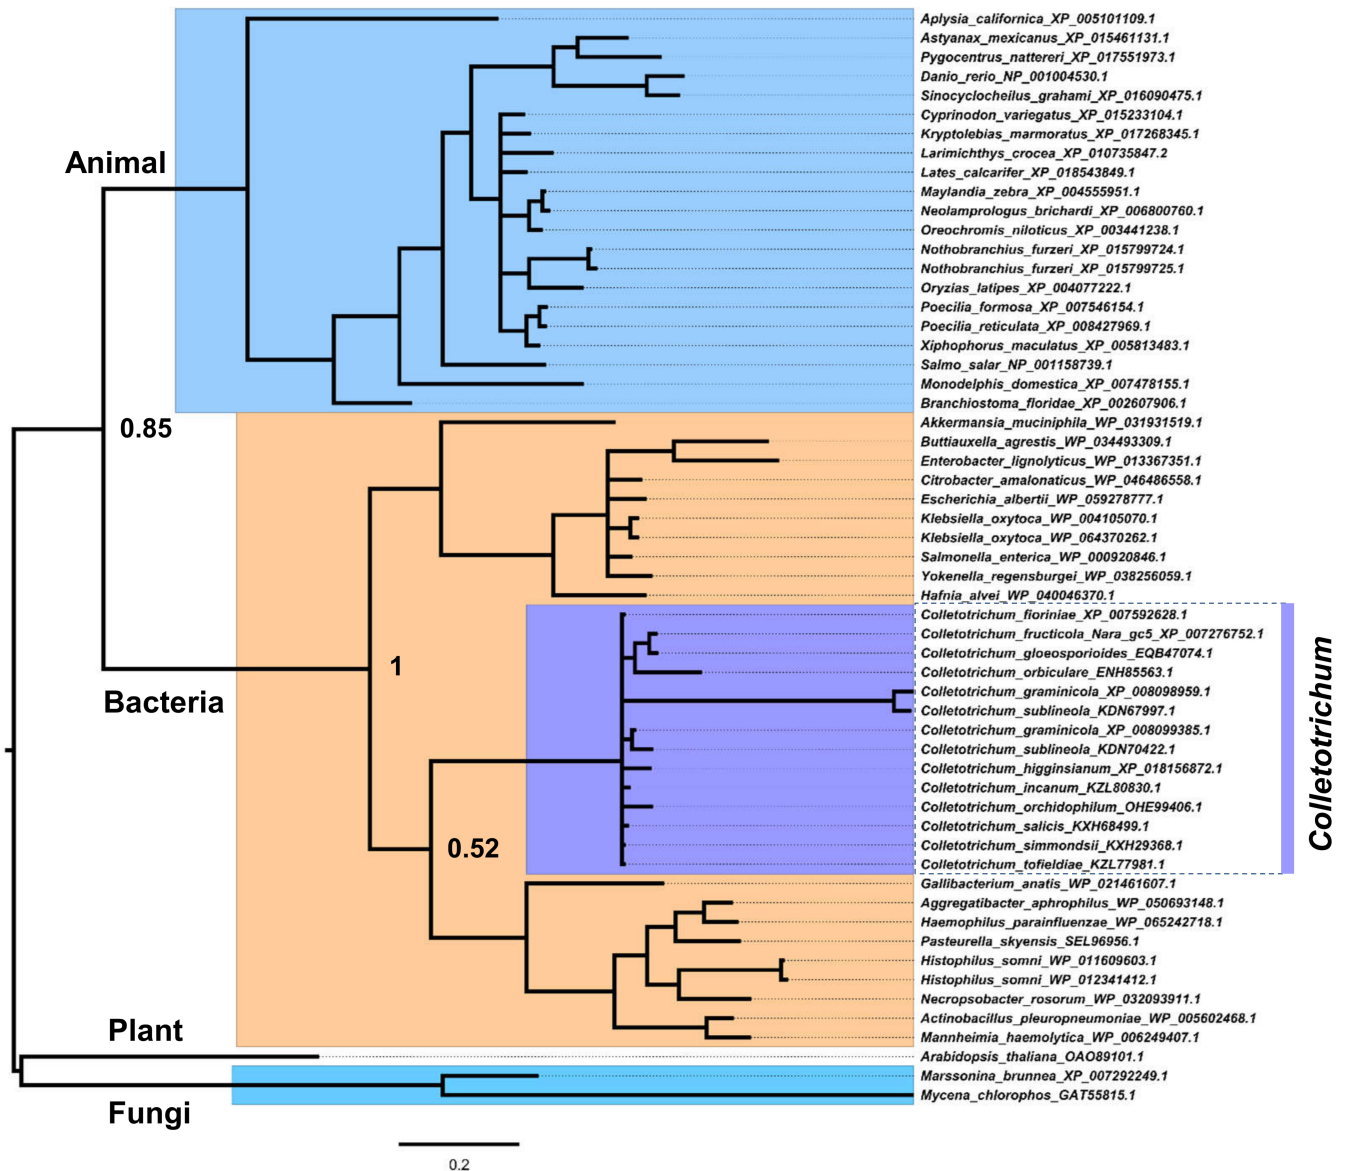 Animal
0.85
1
Bacteria
0.52
Plant
Fungi
0.2
Aplysia_californica_XP_005101109.1
Astyanax_mexicanus_XP_015461131.1
Pygocentrus_nattereri_XP_017551973.1
Danio_rerio_NP_001004530.1
Sinocyclocheilus_grahami_XP_016090475.1
Cyprinodon_variegatus_XP_015233104.1
Kryptolebias_marmoratus_XP_017268345.1
Larimichthys_crocea_XP_010735847.2
Lates_calcarifer_XP_018543849.1
Maylandia_zebra_XP_004555951.1
Neolamprologus_brichardi_XP_006800760.1
Oreochromis_niloticus_XP_003441238.1
Nothobranchius_furzeri_XP_015799724.1
Nothobranchius_furzeri_XP_015799725.1
Oryzias_latipes_XP_004077222.1
Poecilia_formosa_XP_007546154.1
Poecilia_reticulata_XP_008427969.1
Xiphophorus_maculatus_XP_005813483.1
Salmo_salar_NP_001158739.1
Monodelphis_domestica_XP_007478155.1
Branchiostoma_floridae_XP_002607906.1
Akkermansia_muciniphila_WP_031931519.1
Buttiauxella_agrestis_WP_034493309.1
Enterobacter_lignolyticus_WP_013367351.1
Citrobacter_amalonaticus_WP_046486558.1
Escherichia_albertii_WP_059278777.1
Klebsiella_oxytoca_WP_004105070.1
Klebsiella_oxytoca_WP_064370262.1
Salmonella_enterica_WP_000920846.1
Yokenella_regensburgei_WP_038256059.1
Hafnia_alvei_WP_040046370.1
Colletotrichum_fioriniae_XP_007592628.1
Colletotrichum_fructicola_Nara_gc5_XP_007276752.1
Colletotrichum_gloeosporioides_EQB47074.1
Colletotrichum_orbiculare_ENH85563.1
Colletotrichum_graminicola_XP_008098959.1
Colletotrichum_sublineola_KDN67997.1
Colletotrichum_graminicola_XP_008099385.1
Colletotrichum_sublineola_KDN70422.1
Colletotrichum_higginsianum_XP_018156872.1
Colletotrichum_incanum_KZL80830.1
Colletotrichum_orchidophilum_OHE99406.1
Colletotrichum_salicis_KXH68499.1
Colletotrichum_simmondsii_KXH29368.1
Colletotrichum_tofieldiae_KZL77981.1
Gallibacterium_anatis_WP_021461607.1
Aggregatibacter_aphrophilus_WP_050693148.1
Haemophilus_parainfluenzae_WP_065242718.1
Pasteurella_skyensis_SEL96956.1
Histophilus_somni_WP_011609603.1
Histophilus_somni_WP_012341412.1
Necropsobacter_rosorum_WP_032093911.1
Actinobacillus_pleuropneumoniae_WP_005602468.1
Mannheimia_haemolytica_WP_006249407.1
Arabidopsis_thaliana_OAO89101.1
Marssonina_brunnea_XP_007292249.1
Mycena_chlorophos_GAT55815.1
Colletotrichum